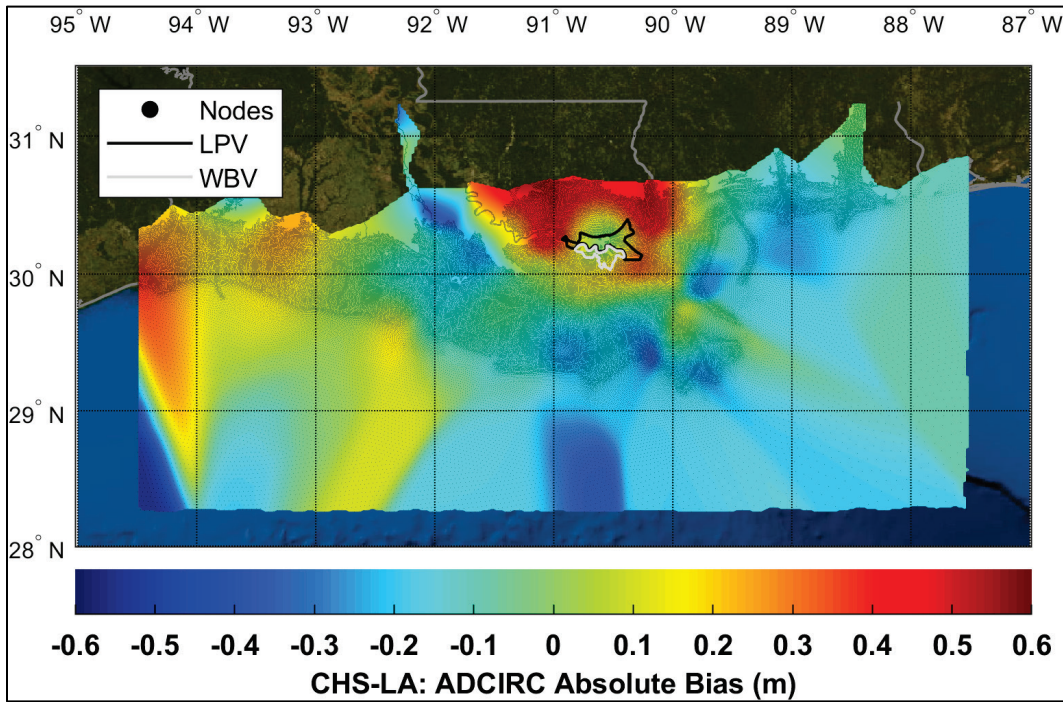 95° W 94° W 93° W 92° W 91° W 90° W 89° W 88° W 87° W
Nodes
LPV
WBV
31° N
30° N
29° N
28° N
-0.6 -0.5 -0.4 -0.3 -0.2 -0.1 0 0.1 0.2 0.3 0.4 0.5 0.6
CHS-LA: ADCIRC Absolute Bias (m)